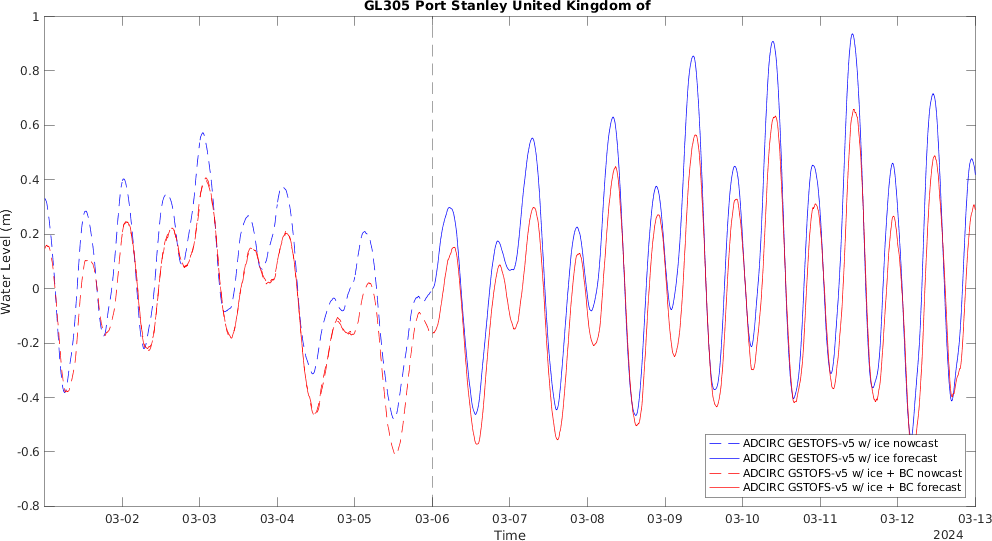 GL305 Port Stanley United Kingdom of
1
0.8
0.6
0.4
0.2
0
-0.2
-0.4
-0.6
-0.8
Water Level (m)
ADCIRC GESTOFS-v5 w/ ice nowcast
ADCIRC GESTOFS-v5 w/ ice forecast
ADCIRC GSTOFS-v5 w/ ice + BC nowcast
ADCIRC GSTOFS-v5 w/ ice + BC forecast
03-02 03-03 03-04 03-05 03-06 03-07 03-08 03-09 03-10 03-11 03-12 03-13
Time
2024